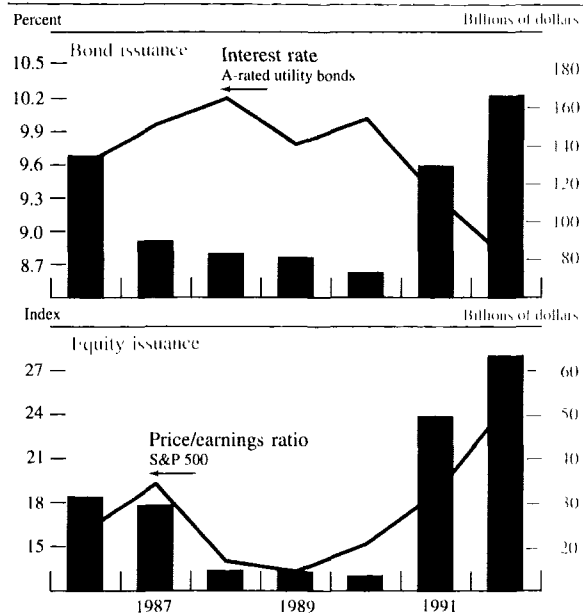 Percent Billions of dollars
Bond issuance
Interest rate
A-rated utility bonds
10.5
10.2
9.9
9.6
9.3
9.0
8.7
180
160
140
120
100
80
Index Billions of dollars
Equity issuance
Price/earnings ratio
S&P 500
27
24
21
18
15
60
50
40
30
20
1987 1989 1991